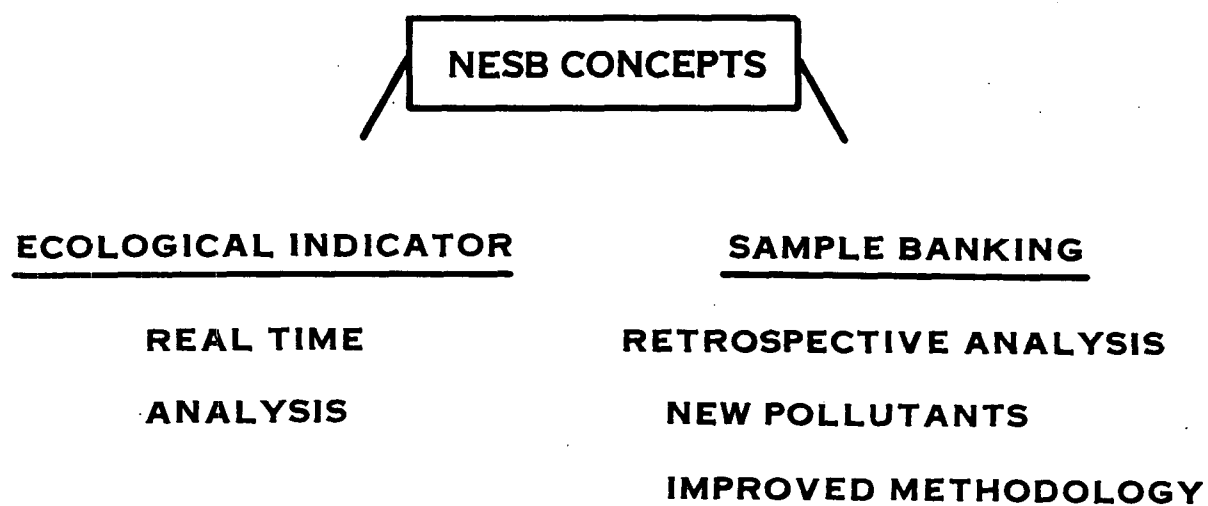 NESB CONCEPTS
ECOLOGICAL INDICATOR
REAL TIME
ANALYSIS
SAMPLE BANKING
RETROSPECTIVE ANALYSIS
NEW POLLUTANTS
IMPROVED METHODOLOGY